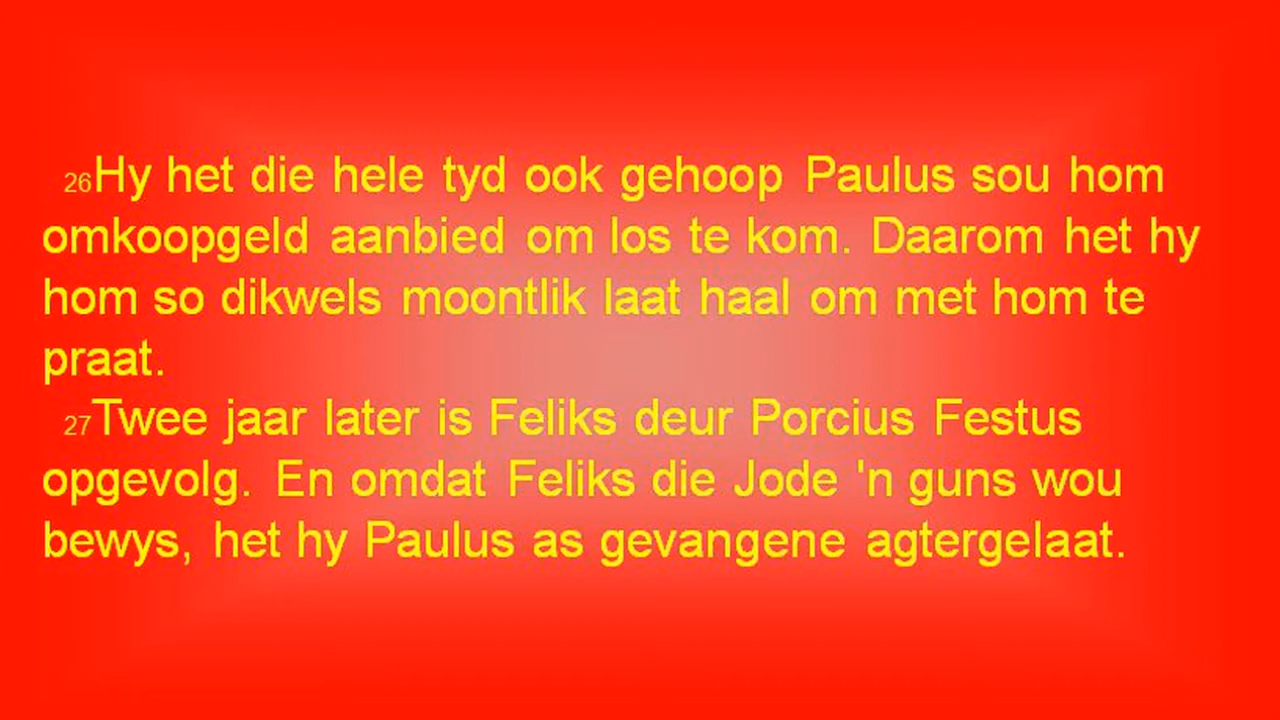 26Hy het die hele tyd ook gehoop Paulus sou hom
omkoopgeld aanbied om los te kom. Daarom het hy
hom so dikwels moontlik laat haal om met hom te
praat.
27Twee jaar later is Feliks deur Porcius Festus
opgevolg. En omdat Feliks die Jode 'n guns wou
bewys, het hy Paulus as gevangene agtergelaat.